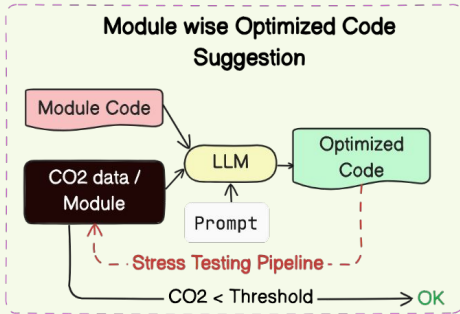 Module wise Optimized Code
Suggestion
Module Code
CO2 data /
Module
LLM
Prompt
Optimized
Code
Stress Testing Pipeline
CO2 < Threshold
OK